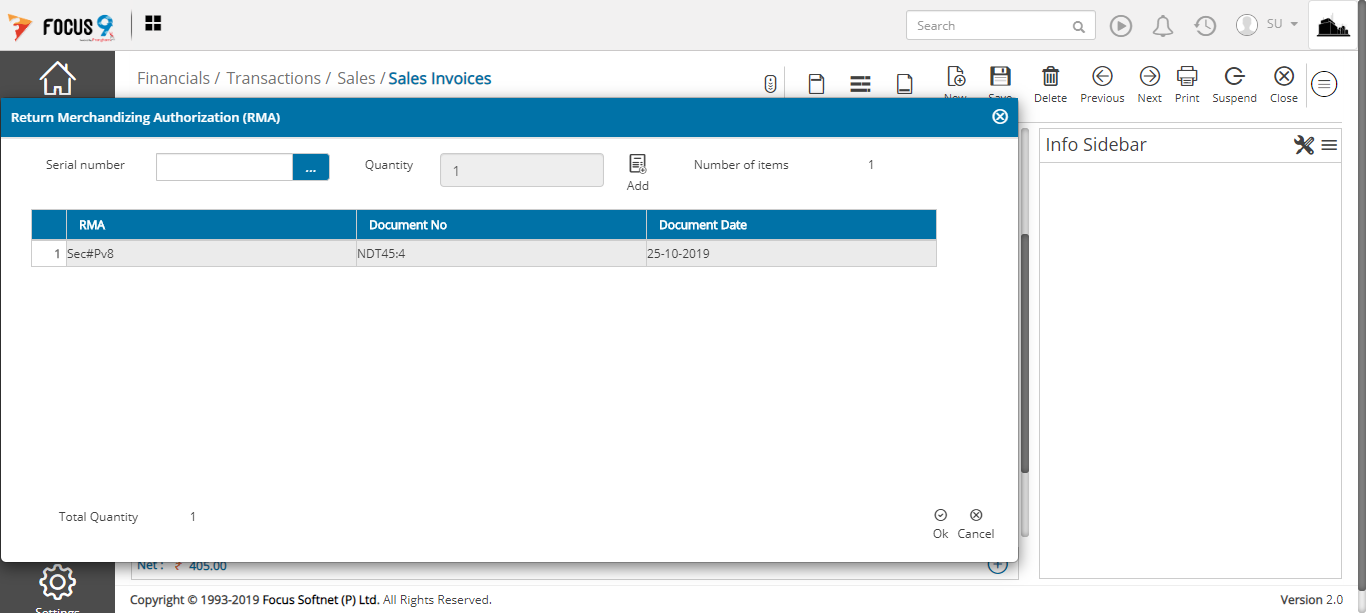 FOCUS 9
Search
SU
Financials / Transactions / Sales / Sales Invoices
New
Save
Delete
Previous
Next
Print
Suspend
Close
Return Merchandizing Authorization (RMA)
Serial number
...
Quantity
1
Add
Number of items
1
RMA Document No Document Date
1 Sec#Pv8 NDT45:4 25-10-2019
Total Quantity 1
Ok
Cancel
Info Sidebar
Net : ₹ 405.00
Settings
Copyright © 1993-2019 Focus Softnet (P) Ltd. All Rights Reserved.
Version 2.0